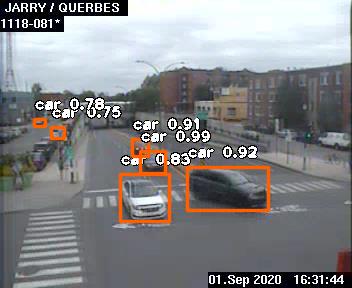 JARRY / QUERBES
1118-081*
car 0.78
car 0.75
car 0.91
car 0.99
car 0.83
car 0.92
01.Sep 2020 16:31:44